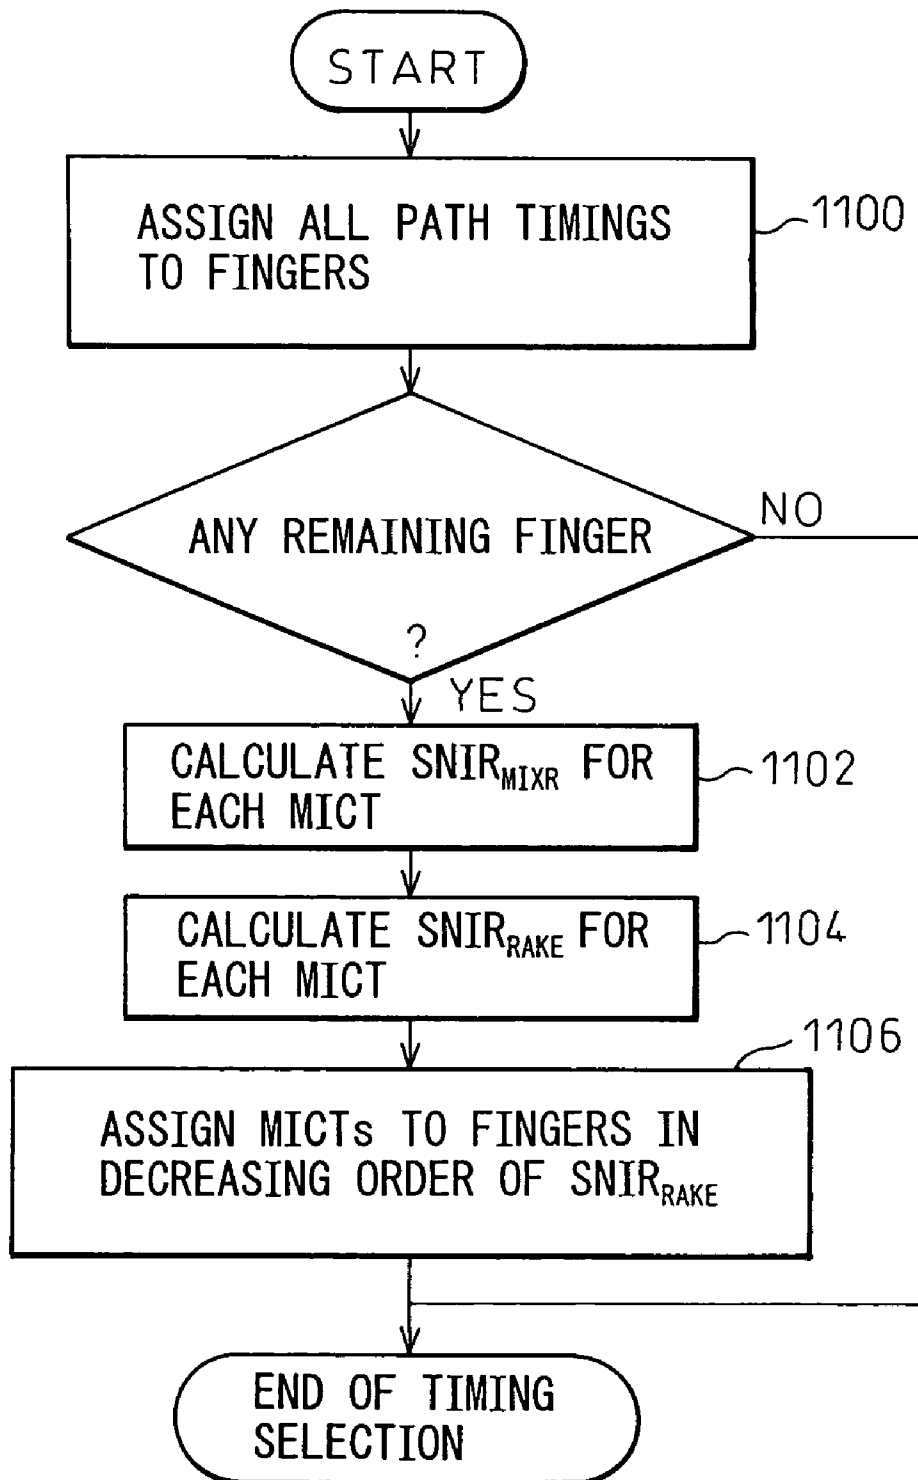 START
ASSIGN ALL PATH TIMINGS
TO FINGERS
1100
ANY REMAINING FINGER
?
NO
YES
CALCULATE SNIRMIXR FOR
EACH MICT
1102
CALCULATE SNIRRAKE FOR
EACH MICT
1104
1106
ASSIGN MICTs TO FINGERS IN
DECREASING ORDER OF SNIRRAKE
END OF TIMING
SELECTION